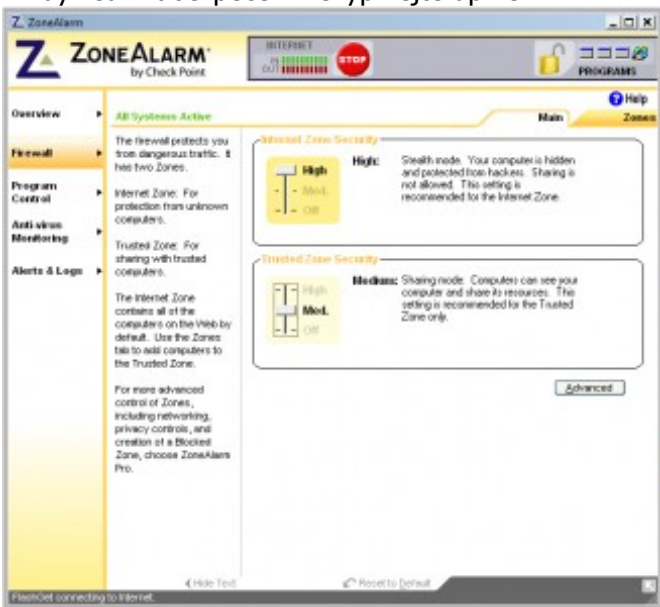 Z. ZoneAlarm
ZONEALARM
by Check Point
INTERNET
IN
OUT
STOP
PROGRAMS
Help
Overview
Firewall
Program
Control
Anti-virus
Monitoring
Alerts & Logs
All Systems Active
Main
Zones
The firewall protects you
from dangerous traffic. It
has two Zones.
Internet Zone: For
protection from unknown
computers.
Trusted Zone: For
sharing with trusted
computers.
The Internet Zone
contains all of the
computers on the Web by
default. Use the Zones
tab to add computers to
the Trusted Zone.
For more advanced
control of Zones,
including networking,
privacy controls, and
creation of a Blocked
Zone, choose ZoneAlarm
Pro.
Internet Zone Security
High
Med.
Off
High: Stealth mode. Your computer is hidden
and protected from hackers. Sharing is
not allowed. This setting is
recommended for the Internet Zone.
Trusted Zone Security
High
Med.
Off
Medium: Sharing mode: Computers can see your
computer and share its resources. This
setting is recommended for the Trusted
Zone only.
Advanced
Hide Text
Reset to Default
FlashGet connecting to Internet.